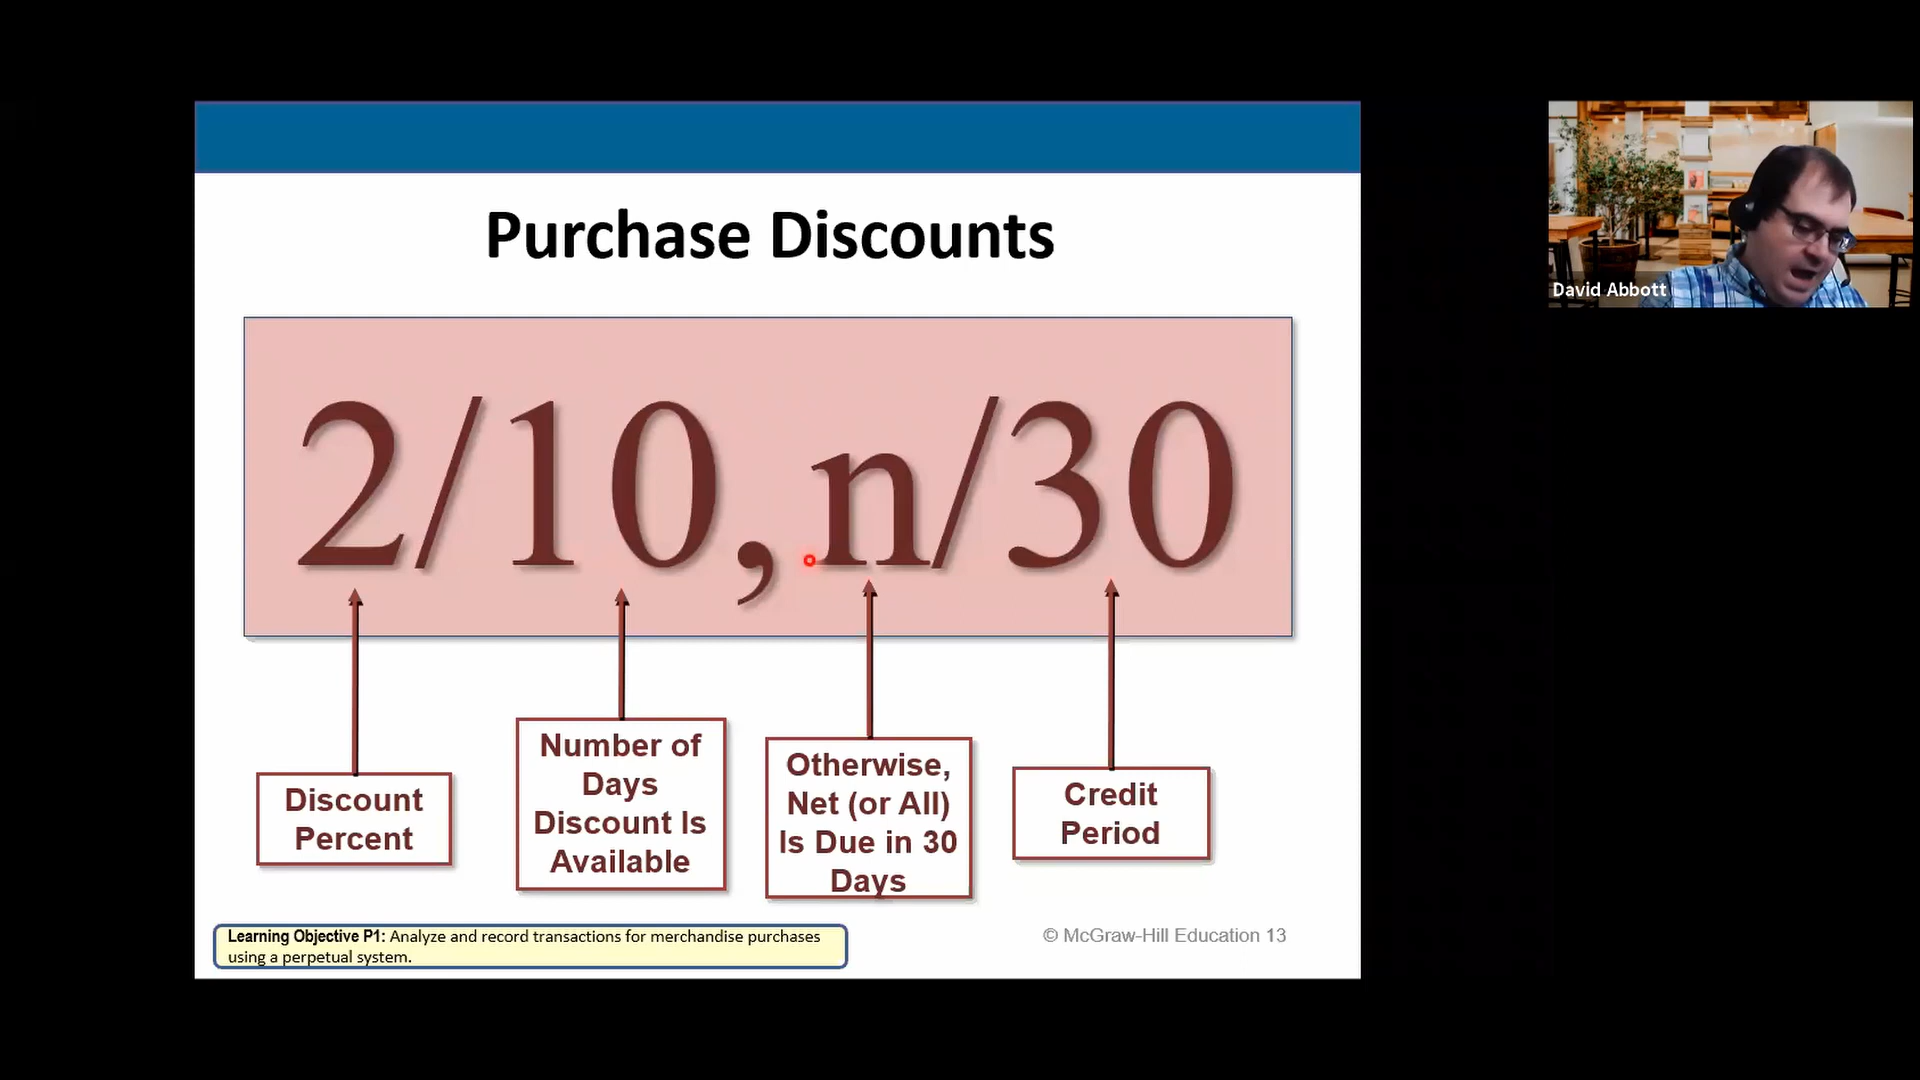 Purchase Discounts
2/10, n/30
Discount
Percent
Number of
Days
Discount Is
Available
Otherwise,
Net (or All)
Is Due in 30
Days
Credit
Period
Learning Objective P1: Analyze and record transactions for merchandise purchases
using a perpetual system.
© McGraw-Hill Education 13
David Abbott